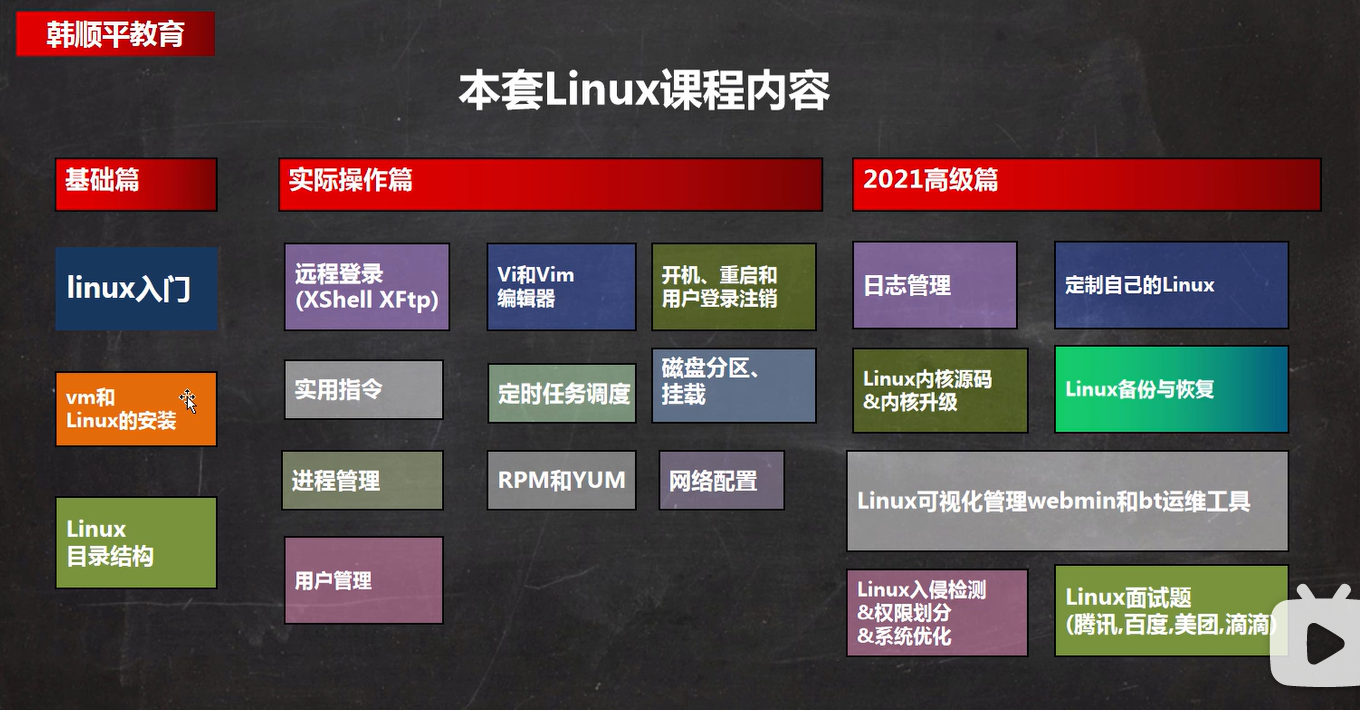 韩顺平教育
本套Linux课程内容
基础篇
实际操作篇
2021高级篇
linux入门
vm和
Linux的安装
Linux
目录结构
远程登录
(XShell XFtp)
Vi和Vim
编辑器
开机、重启和
用户登录注销
实用指令
定时任务调度
磁盘分区、
挂载
进程管理
RPM和YUM
网络配置
用户管理
日志管理
定制自己的Linux
Linux内核源码
&内核升级
Linux备份与恢复
Linux可视化管理webmin和bt运维工具
Linux入侵检测
&权限划分
&系统优化
Linux面试题
(腾讯,百度,美团,滴滴)